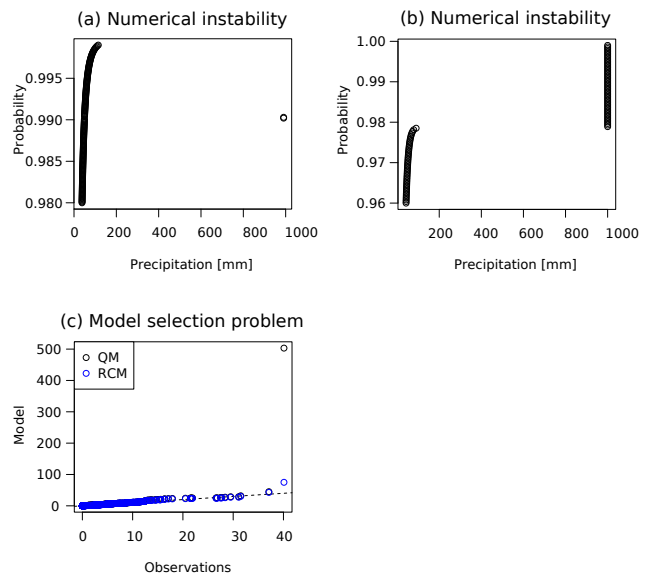 (a) Numerical instability
Probability
0.995
0.990
0.985
0.980
0 200 400 600 800 1000
Precipitation [mm]
(b) Numerical instability
Probability
1.00
0.99
0.98
0.97
0.96
200 400 600 800 1000
Precipitation [mm]
(c) Model selection problem
Model
500
400
300
200
100
0
QM
RCM
0 10 20 30 40
Observations